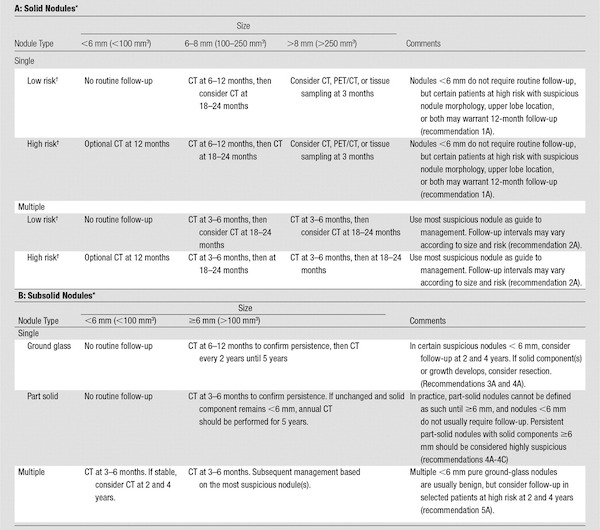 A: Solid Nodules*
Size
Nodule Type <6 mm (<100 mm³) 6–8 mm (100–250 mm³) >8 mm (>250 mm³) Comments
Single
Low risk† No routine follow-up CT at 6–12 months, then Consider CT, PET/CT, or tissue Nodules <6 mm do not require routine follow-up,
consider CT at sampling at 3 months but certain patients at high risk with suspicious
18–24 months nodule morphology, upper lobe location,
or both may warrant 12-month follow-up
(recommendation 1A).
High risk† Optional CT at 12 months CT at 6–12 months, then CT Consider CT, PET/CT, or tissue Nodules <6 mm do not require routine follow-up,
at 18–24 months sampling at 3 months but certain patients at high risk with suspicious
nodule morphology, upper lobe location,
or both may warrant 12-month follow-up
(recommendation 1A).
Multiple
Low risk† No routine follow-up CT at 3–6 months, then CT at 3–6 months, then Use most suspicious nodule as guide to
consider CT at 18–24 consider CT at 18–24 months management. Follow-up intervals may vary
months according to size and risk (recommendation 2A).
High risk† Optional CT at 12 months CT at 3–6 months, then at CT at 3–6 months, then at 18–24 Use most suspicious nodule as guide to
18–24 months months management. Follow-up intervals may vary
according to size and risk (recommendation 2A).
B: Subsolid Nodules*
Size
Nodule Type <6 mm (<100 mm³) ≥6 mm (>100 mm³) Comments
Single
Ground glass No routine follow-up CT at 6–12 months to confirm persistence, then CT In certain suspicious nodules < 6 mm, consider
every 2 years until 5 years follow-up at 2 and 4 years. If solid component(s)
or growth develops, consider resection.
(Recommendations 3A and 4A).
Part solid No routine follow-up CT at 3–6 months to confirm persistence. If unchanged and solid In practice, part-solid nodules cannot be defined
component remains <6 mm, annual CT as such until ≥6 mm, and nodules <6 mm
should be performed for 5 years. do not usually require follow-up. Persistent
part-solid nodules with solid components ≥6
mm should be considered highly suspicious
(recommendations 4A-4C)
Multiple CT at 3–6 months. If stable, CT at 3–6 months. Subsequent management based Multiple <6 mm pure ground-glass nodules
consider CT at 2 and 4 on the most suspicious nodule(s). are usually benign, but consider follow-up in
years. selected patients at high risk at 2 and 4 years
(recommendation 5A).